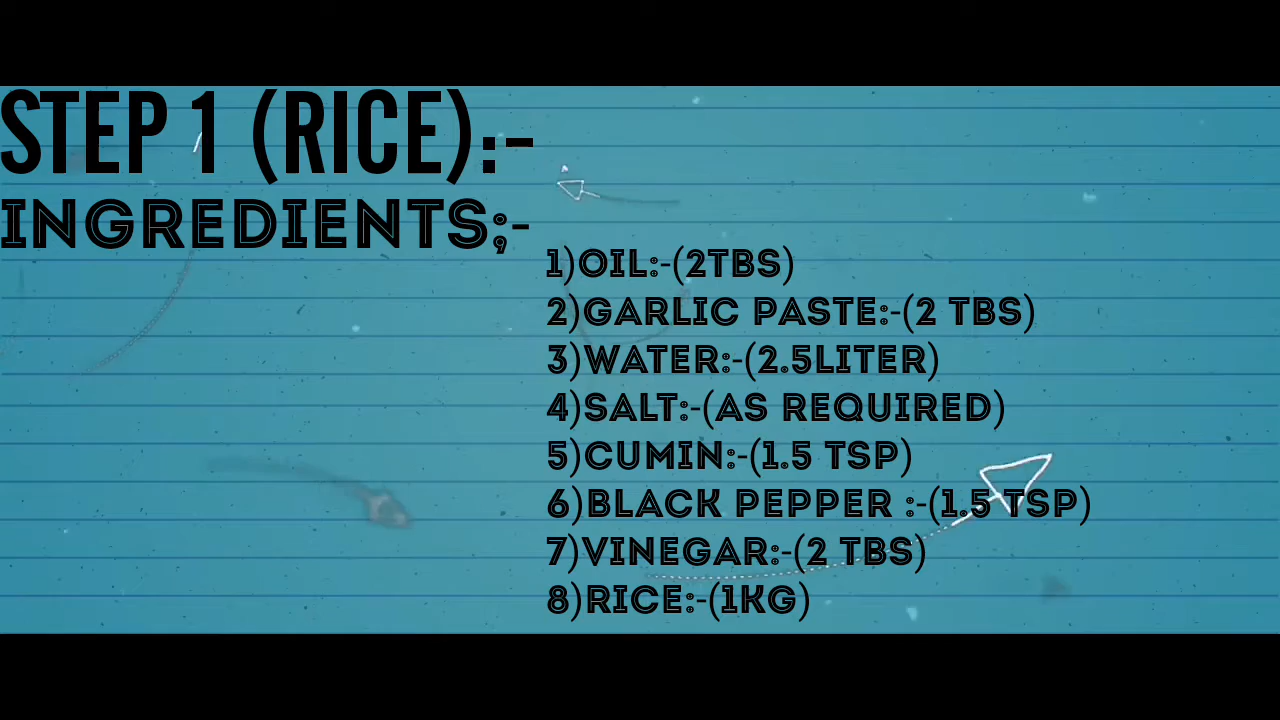 STEP 1 (RICE):-
INGREDIENTS;-
1)OIL:-(2TBS)
2)GARLIC PASTE:-(2 TBS)
3)WATER:-(2.5LITER)
4)SALT:-(AS REQUIRED)
5)CUMIN:-(1.5 TSP)
6)BLACK PEPPER :-(1.5 TSP)
7)VINEGAR:-(2 TBS)
8)RICE:-(1KG)